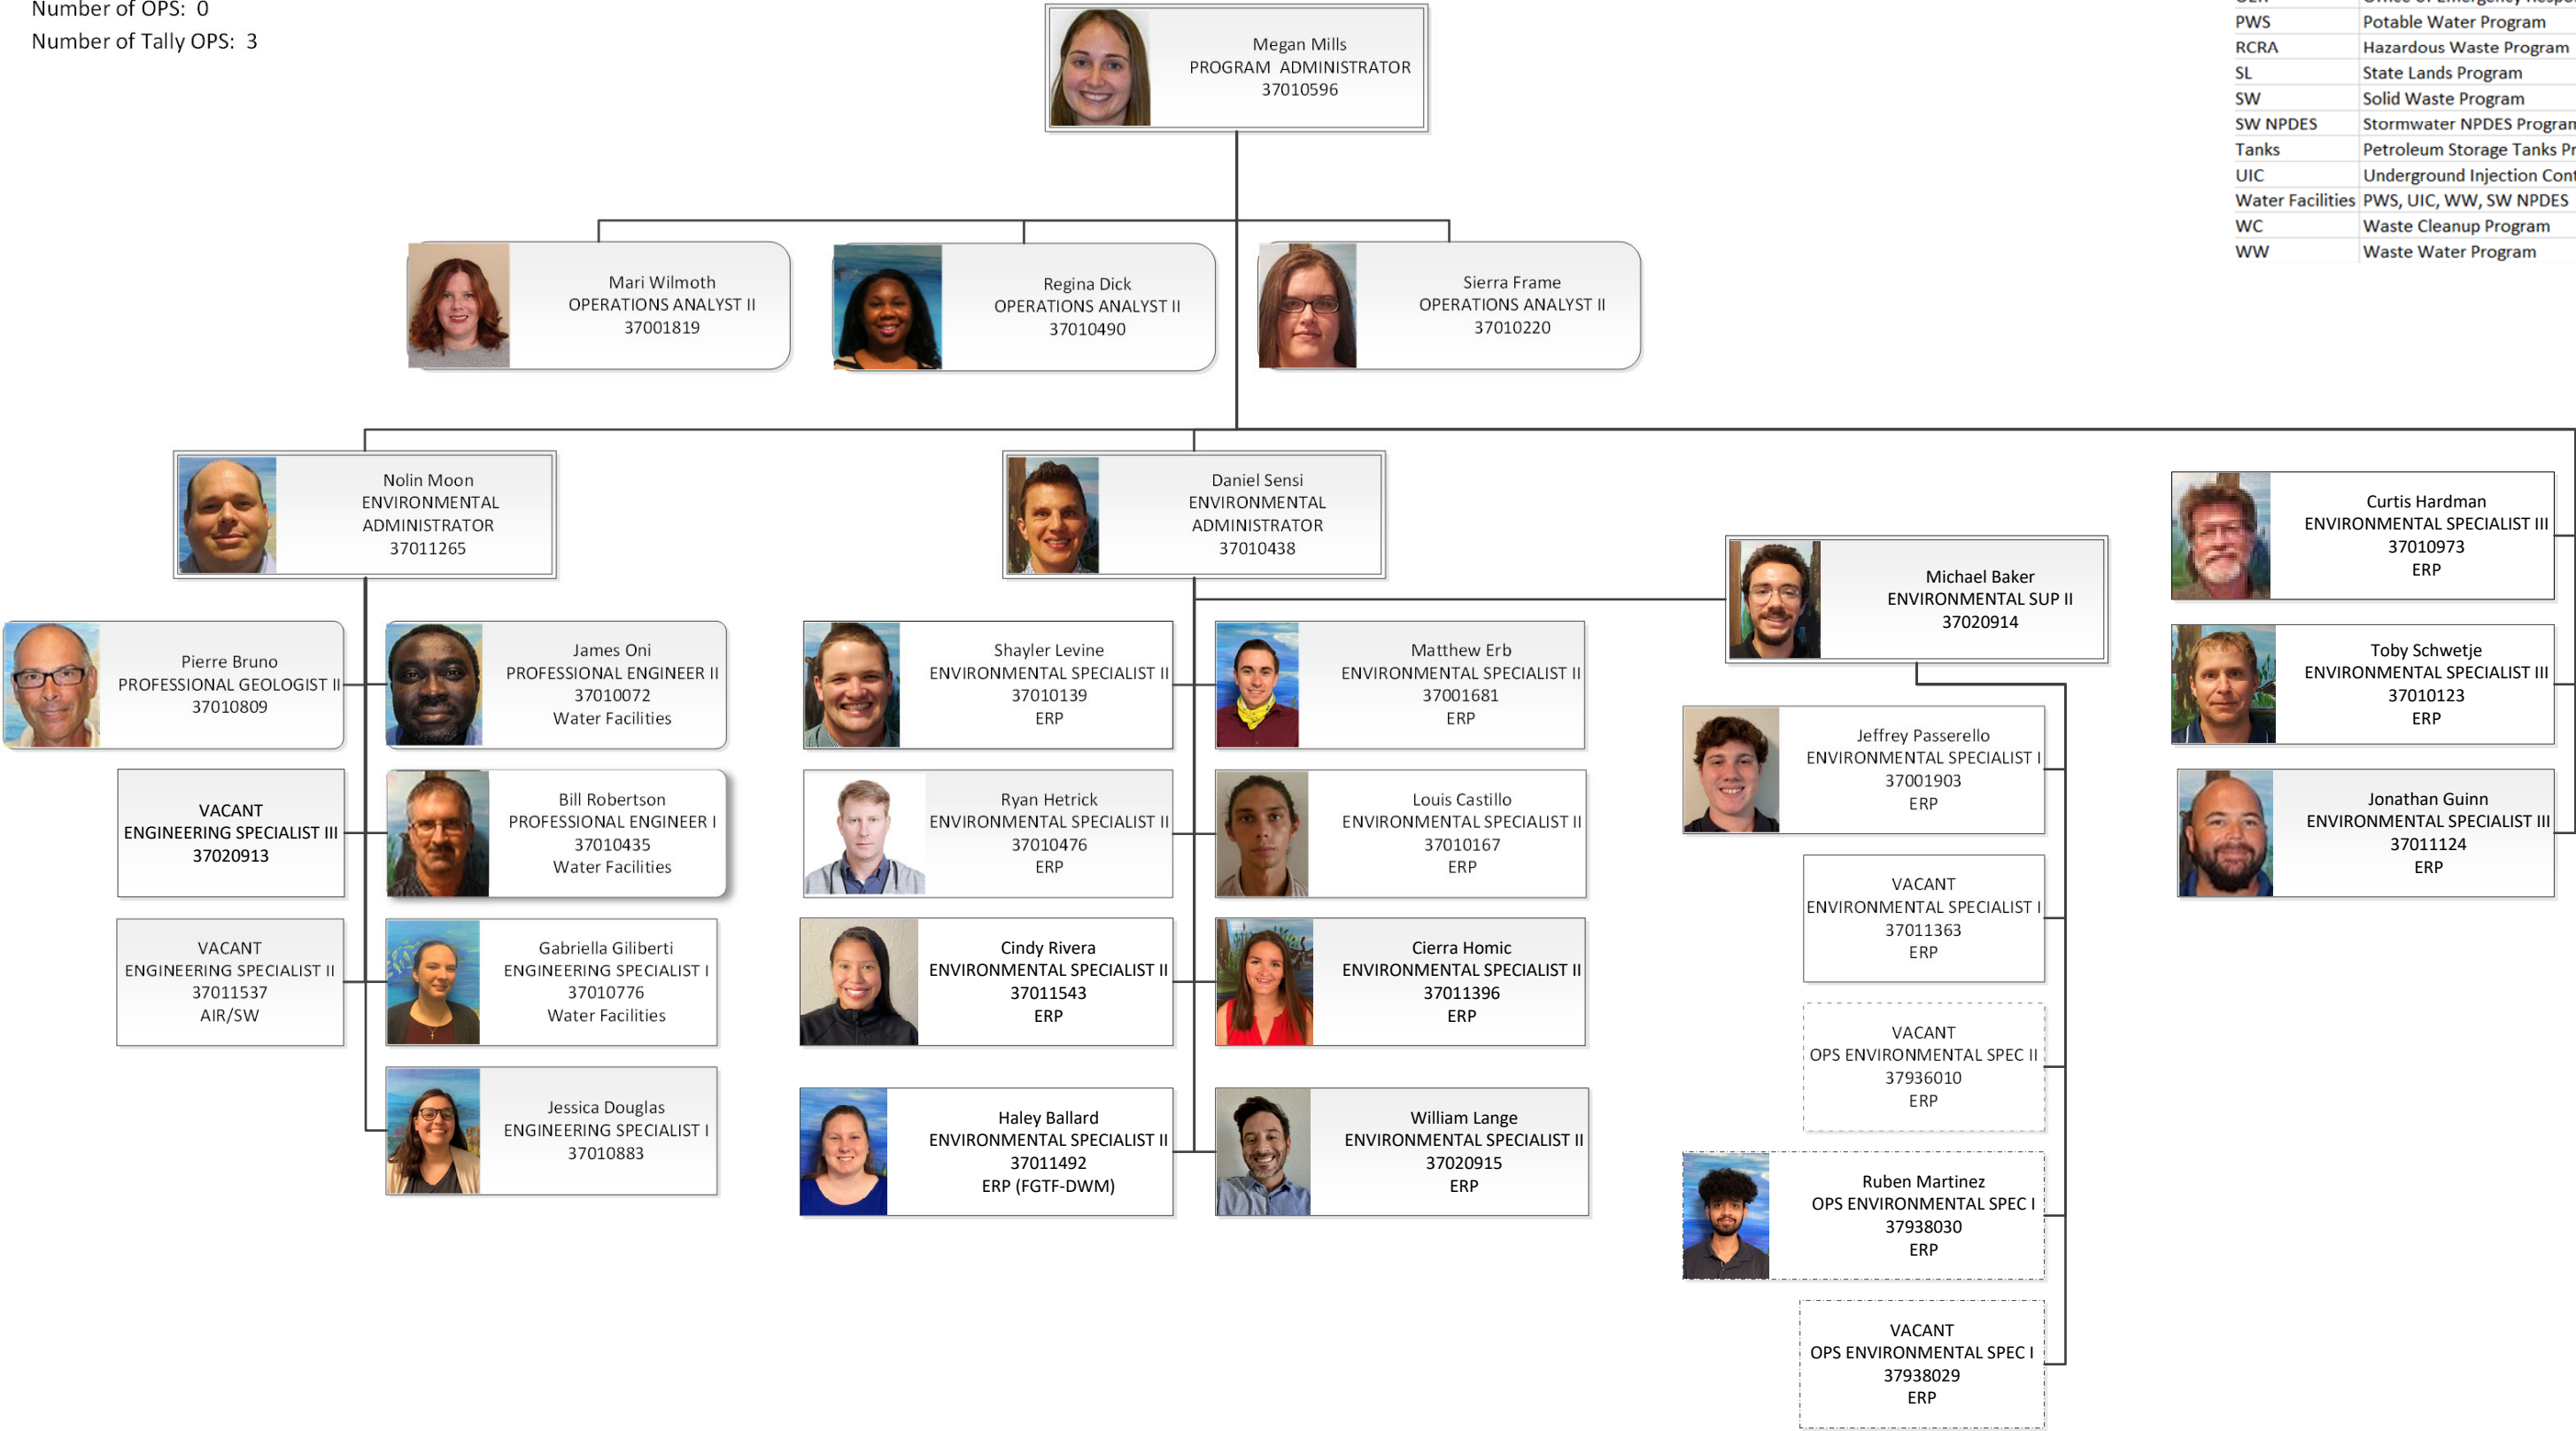 Number of OPS: 0
Number of Tally OPS: 3
PWS Potable Water Program
RCRA Hazardous Waste Program
SL State Lands Program
SW Solid Waste Program
SW NPDES Stormwater NPDES
Tanks Petroleum Storage Tanks
UIC Underground Injection
Water Facilities PWS, UIC, WW, SW NPDES
WC Waste Cleanup Program
WW Waste Water Program
Megan Mills
PROGRAM ADMINISTRATOR
37010596
Mari Wilmoth
OPERATIONS ANALYST II
37001819
Regina Dick
OPERATIONS ANALYST II
37010490
Sierra Frame
OPERATIONS ANALYST II
37010220
Nolin Moon
ENVIRONMENTAL
ADMINISTRATOR
37011265
Daniel Sensi
ENVIRONMENTAL
ADMINISTRATOR
37010438
Michael Baker
ENVIRONMENTAL SUP II
37020914
Curtis Hardman
ENVIRONMENTAL SPECIALIST III
37010973
ERP
Toby Schwetje
ENVIRONMENTAL SPECIALIST III
37010123
ERP
Jonathan Guinn
ENVIRONMENTAL SPECIALIST III
37011124
ERP
Pierre Bruno
PROFESSIONAL GEOLOGIST II
37010809
James Oni
PROFESSIONAL ENGINEER II
37010072
Water Facilities
VACANT
ENGINEERING SPECIALIST III
37020913
Bill Robertson
PROFESSIONAL ENGINEER I
37010435
Water Facilities
VACANT
ENGINEERING SPECIALIST II
37011537
AIR/SW
Gabriella Giliberti
ENGINEERING SPECIALIST I
37010776
Water Facilities
Jessica Douglas
ENGINEERING SPECIALIST I
37010883
Shayler Levine
ENVIRONMENTAL SPECIALIST II
37010139
ERP
Matthew Erb
ENVIRONMENTAL SPECIALIST II
37001681
ERP
Ryan Hetrick
ENVIRONMENTAL SPECIALIST II
37010476
ERP
Louis Castillo
ENVIRONMENTAL SPECIALIST II
37010167
ERP
Cindy Rivera
ENVIRONMENTAL SPECIALIST II
37011543
ERP
Cierra Homic
ENVIRONMENTAL SPECIALIST II
37011396
ERP
Haley Ballard
ENVIRONMENTAL SPECIALIST II
37011492
ERP (FGTF-DWM)
William Lange
ENVIRONMENTAL SPECIALIST II
37020915
ERP
Jeffrey Passerello
ENVIRONMENTAL SPECIALIST I
37001903
ERP
VACANT
ENVIRONMENTAL SPECIALIST I
37011363
ERP
VACANT
OPS ENVIRONMENTAL SPEC II
37936010
ERP
Ruben Martinez
OPS ENVIRONMENTAL SPEC I
37938030
ERP
VACANT
OPS ENVIRONMENTAL SPEC I
37938029
ERP